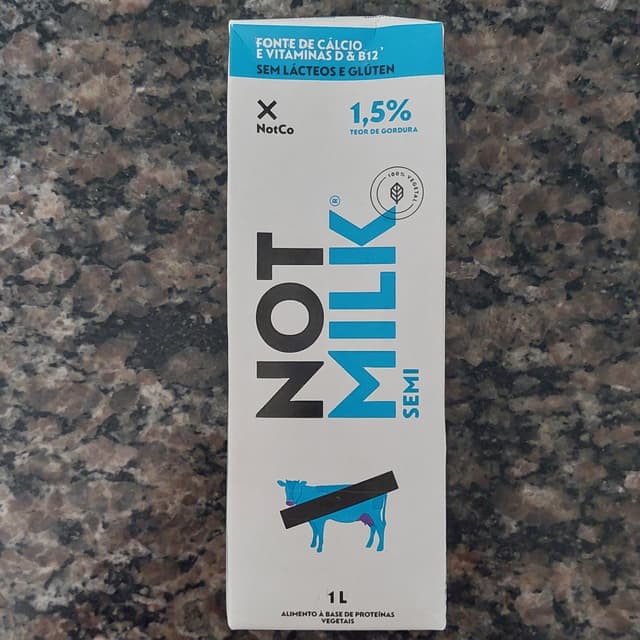 FONTE DE CÁLCIO
E VITAMINAS D & B12
SEM LÁCTEOS E GLÚTEN
NotCo
1,5%
TEOR DE GORDURA
100% VEGETAL
NOT
MILK®
SEMI
1 L
ALIMENTO À BASE DE PROTEÍNAS
VEGETAIS